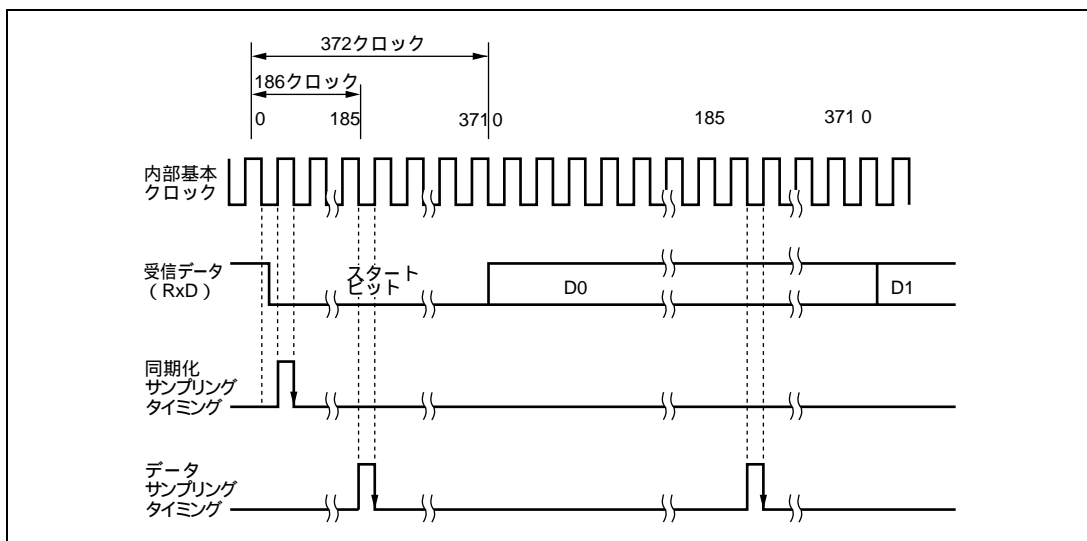 372クロック
186クロック
0 185 371 0 185 371 0
内部基本
クロック
受信データ
（RxD）
スタート
ビット
D0
D1
同期化
サンプリング
タイミング
データ
サンプリング
タイミング